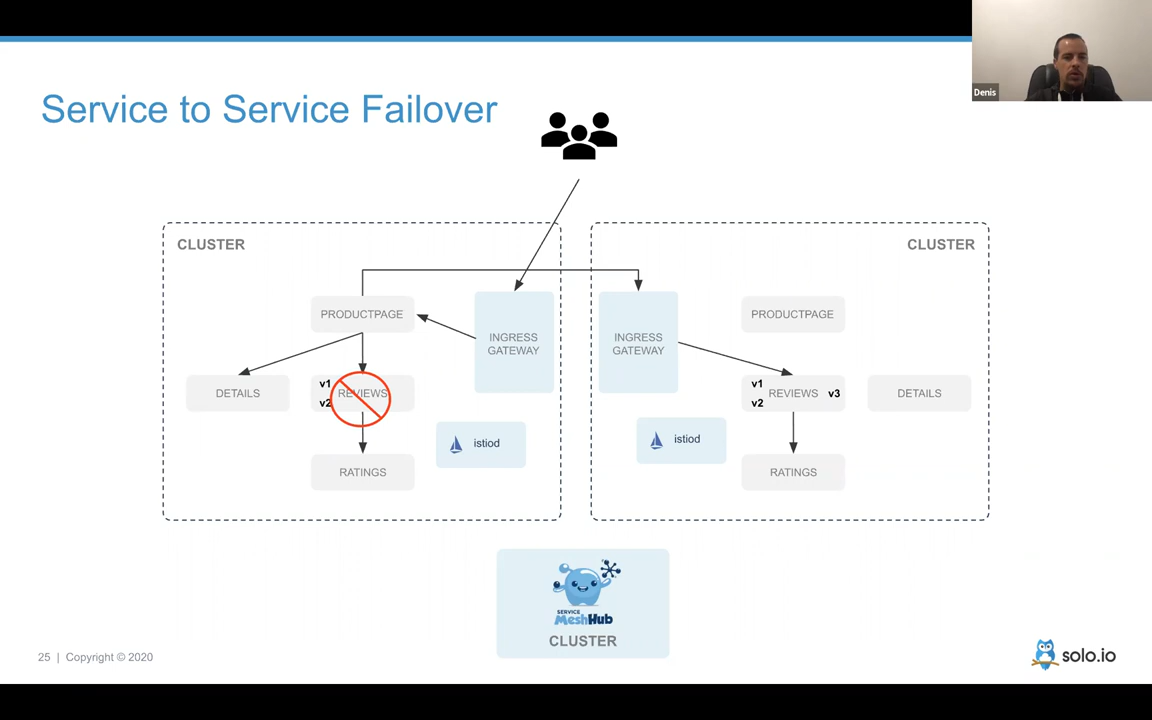 Denis
Service to Service Failover
CLUSTER
CLUSTER
PRODUCTPAGE
INGRESS
GATEWAY
INGRESS
GATEWAY
PRODUCTPAGE
DETAILS
v1
v2
REVIEWS
v1
v2
REVIEWS
v3
DETAILS
istiod
istiod
RATINGS
RATINGS
SERVICE
MeshHub
CLUSTER
25 | Copyright © 2020
solo.io